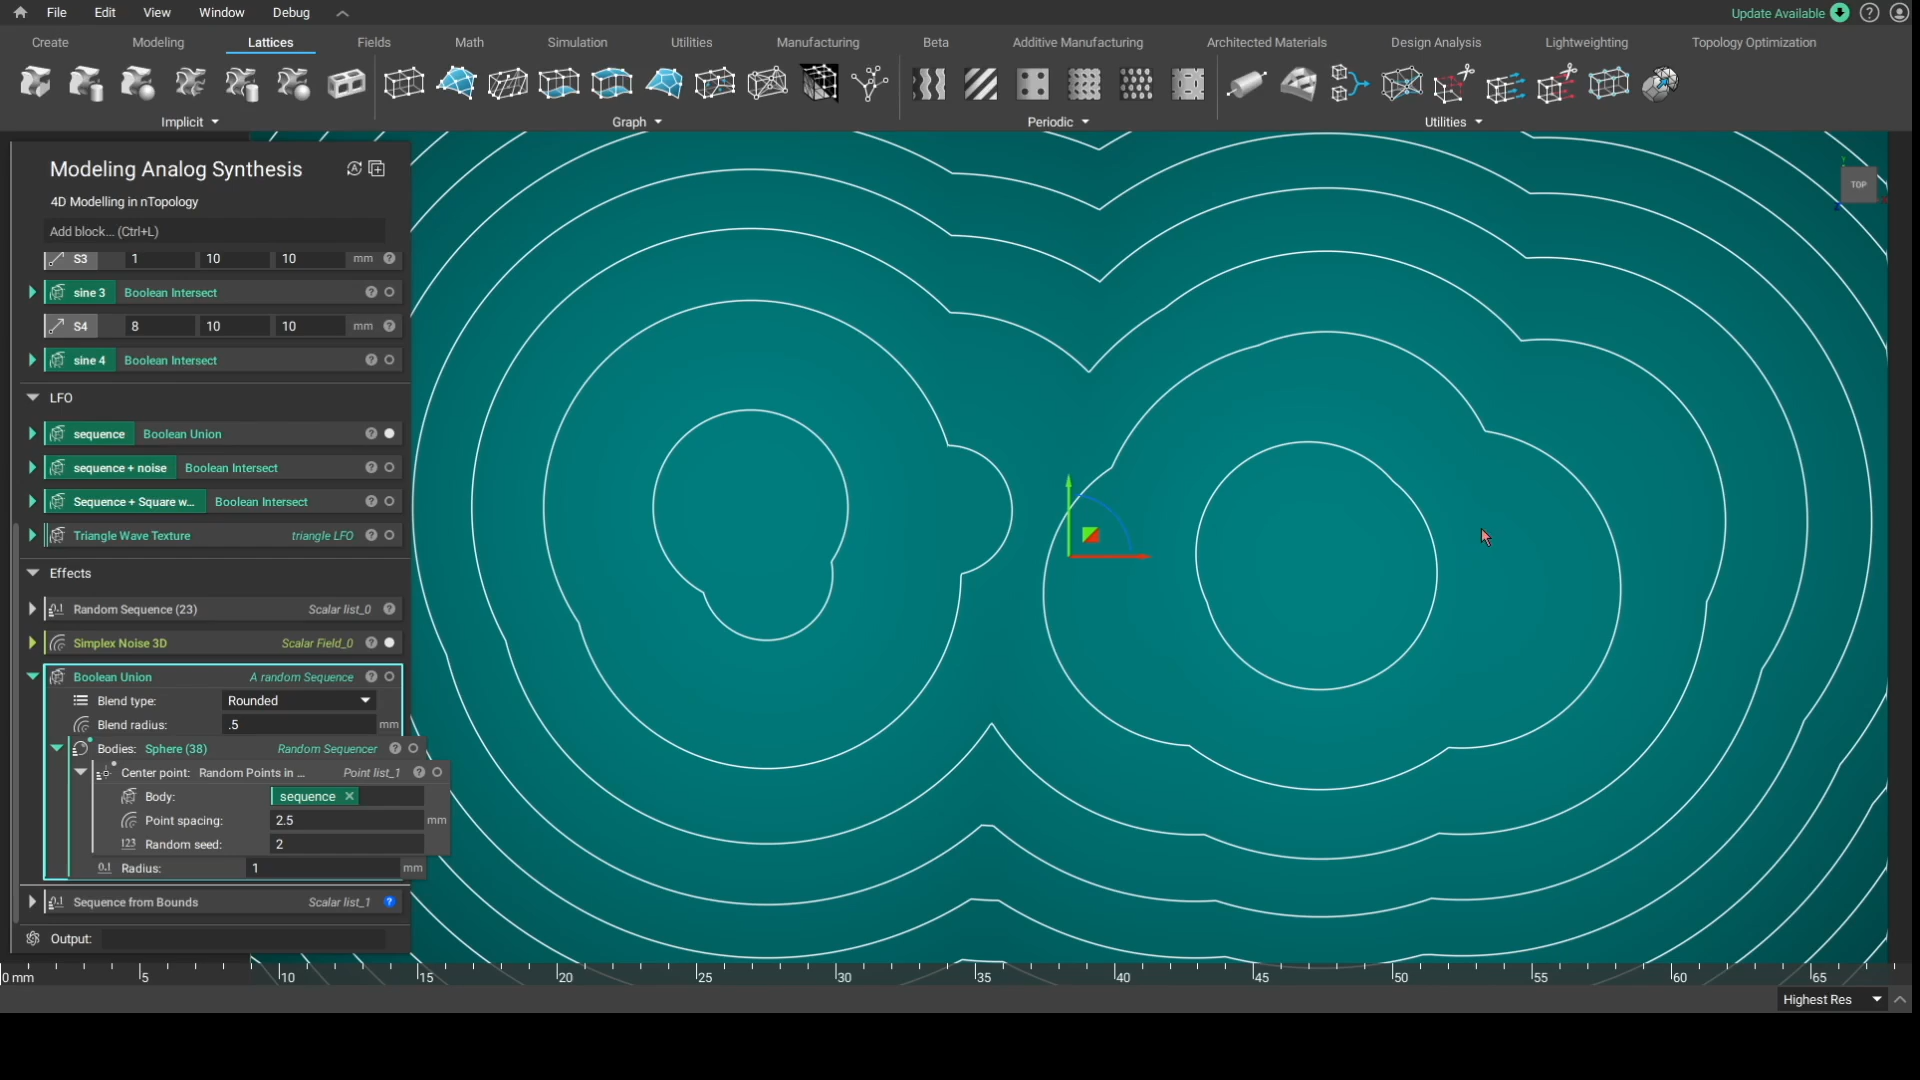 File Edit View Window Debug
Update Available
Create Modeling Lattices Fields Math Simulation Utilities Manufacturing Beta Additive Manufacturing Architected Materials Design Analysis Lightweighting Topology Optimization
Implicit Graph Periodic Utilities
Modeling Analog Synthesis
4D Modelling in nTopology
Add block... (Ctrl+L)
S3 1 10 10 mm
sine 3 Boolean Intersect
S4 8 10 10 mm
sine 4 Boolean Intersect
LFO
sequence Boolean Union
sequence + noise Boolean Intersect
Sequence + Square w... Boolean Intersect
Triangle Wave Texture triangle LFO
Effects
0.1 Random Sequence (23) Scalar list_0
Simplex Noise 3D Scalar Field_0
Boolean Union A random Sequence
Blend type: Rounded
Blend radius: .5 mm
Bodies: Sphere (38) Random Sequencer
Center point: Random Points in ... Point list_1
Body: sequence
Point spacing: 2.5 mm
123 Random seed: 2
0.1 Radius: 1 mm
0.1 Sequence from Bounds Scalar list_1
Output:
TOP
0 mm 5 10 15 20 25 30 35 40 45 50 55 60 65
Highest Res